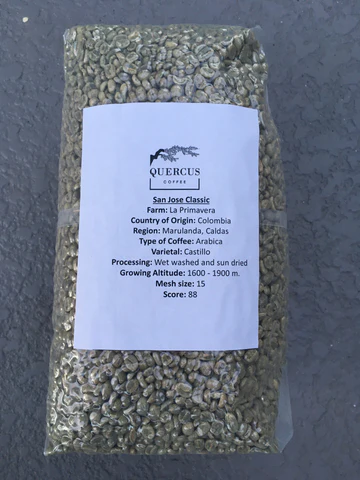 QUERCUS
COFFEE
San Jose Classic
Farm: La Primavera
Country of Origin: Colombia
Region: Marulanda, Caldas
Type of Coffee: Arabica
Varietal: Castillo
Processing: Wet washed and sun dried
Growing Altitude: 1600 - 1900 m.
Mesh size: 15
Score: 88